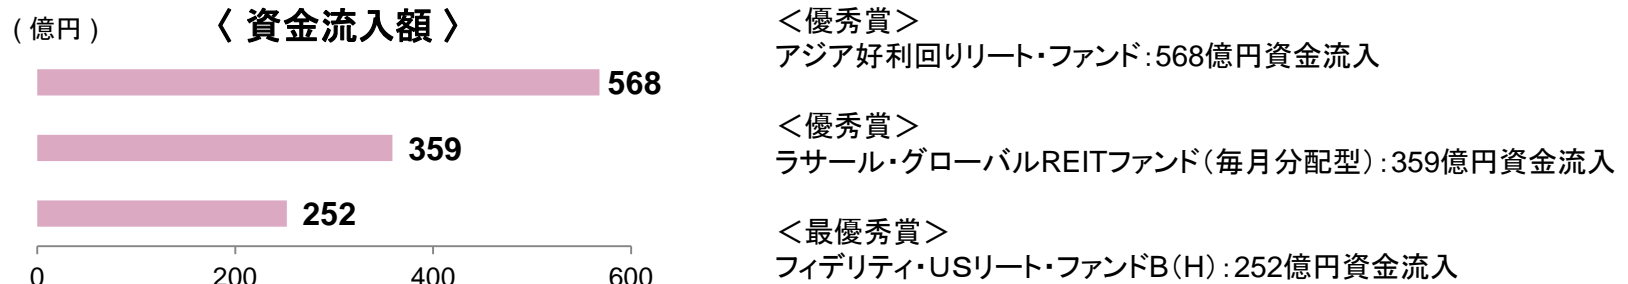 (億円)
〈 資金流入額 〉
568
359
252
0 200 400 600
＜優秀賞＞
アジア好利回りリート・ファンド：568億円資金流入
＜優秀賞＞
ラサール・グローバルREITファンド（毎月分配型）：359億円資金流入
＜最優秀賞＞
フィデリティ・USリート・ファンドB（H）：252億円資金流入